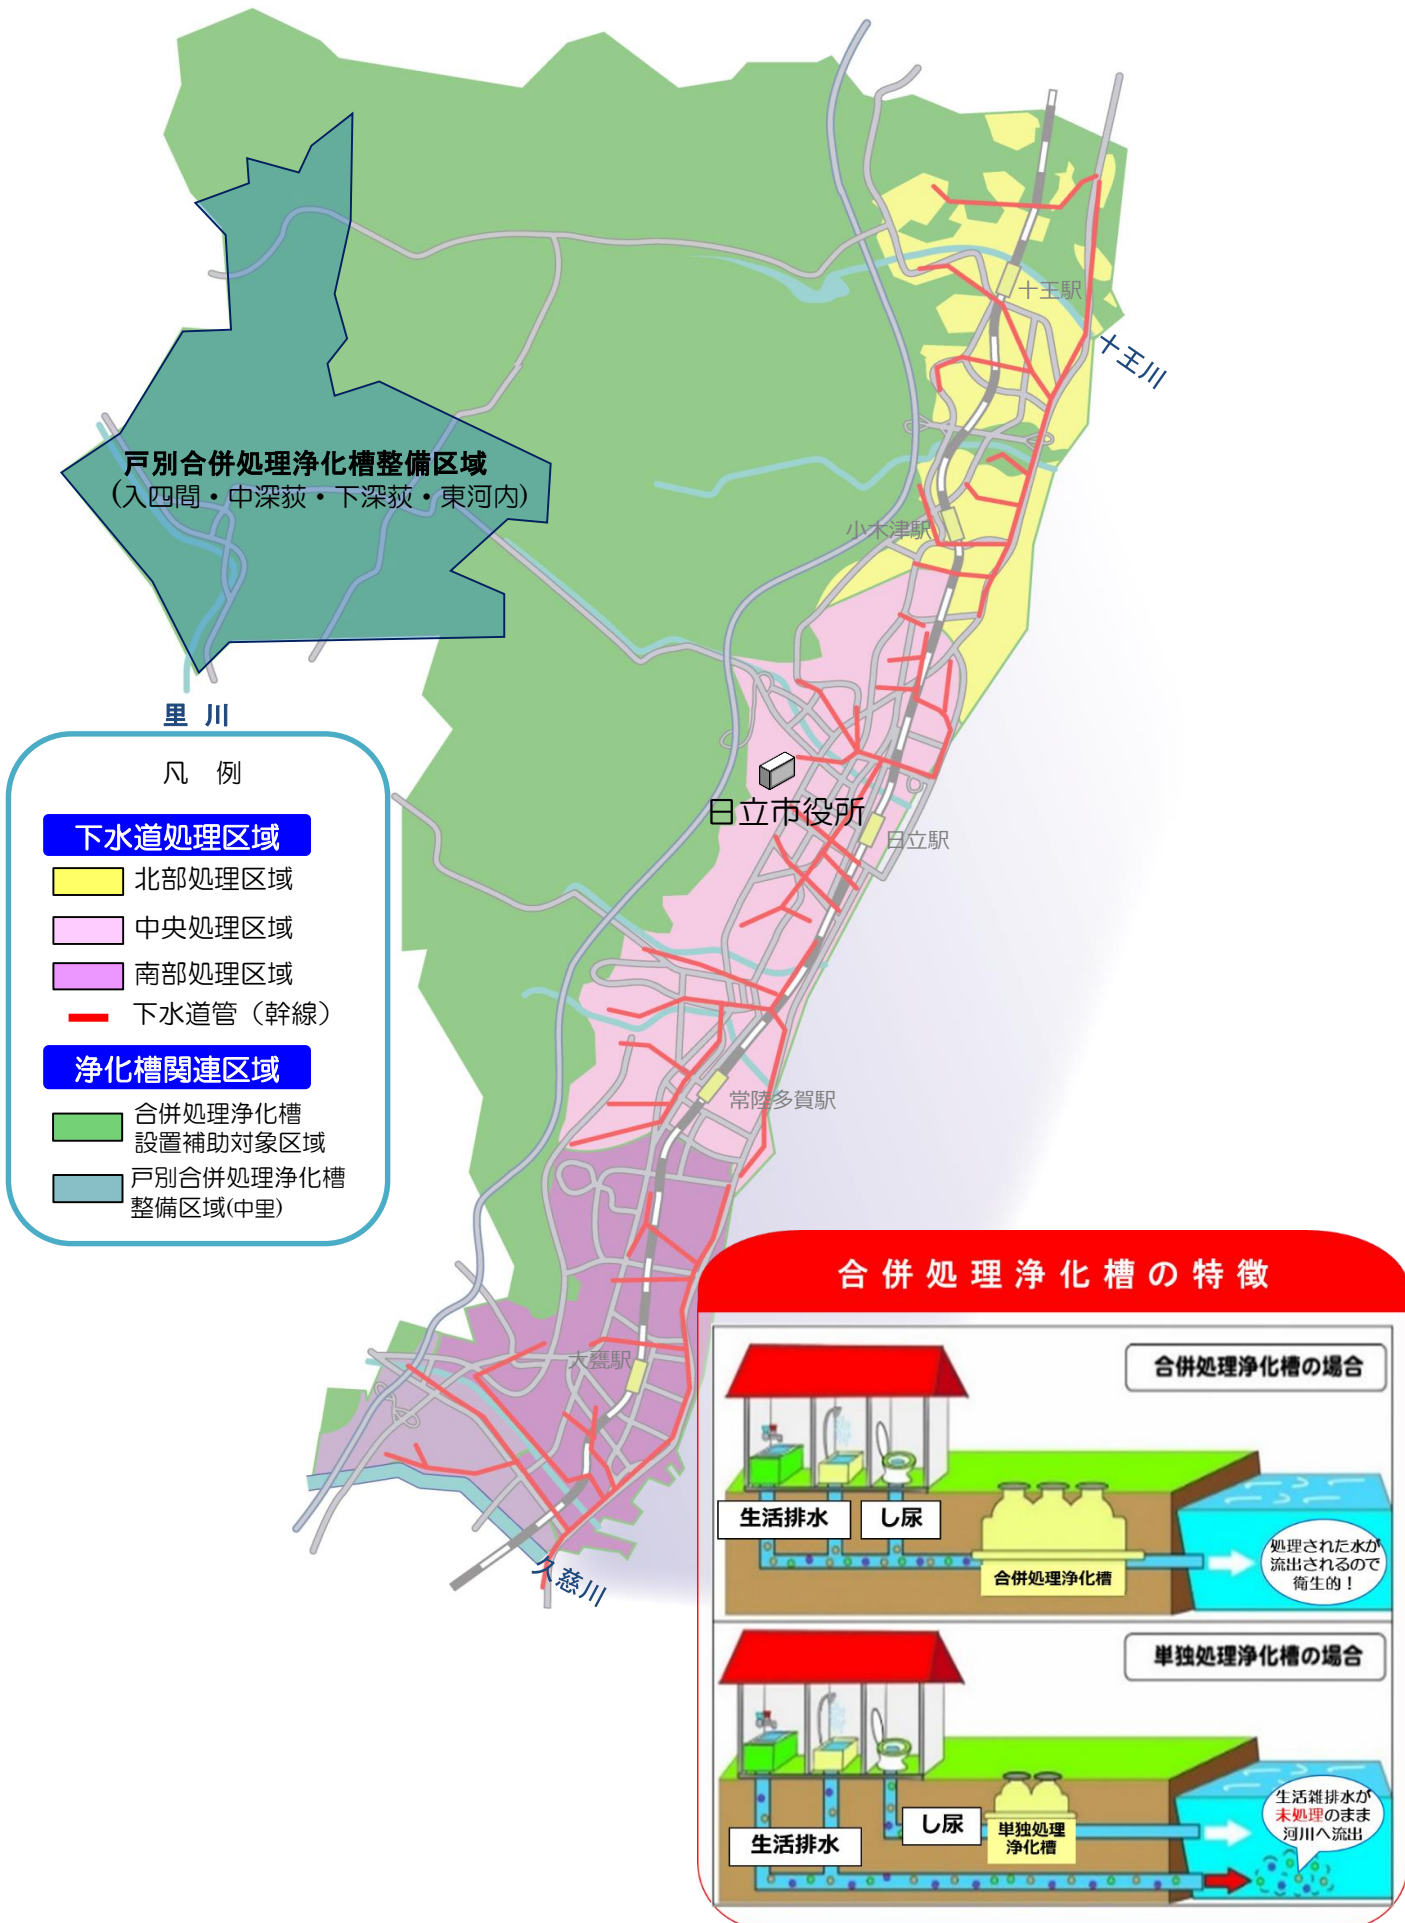 十王駅
十王川
戸別合併処理浄化槽整備区域
(入四間・中深荻・下深荻・東河内)
小木津駅
里 川
日立市役所
日立駅
常陸多賀駅
大甕駅
久慈川
凡 例
下水道処理区域
北部処理区域
中央処理区域
南部処理区域
下水道管（幹線）
浄化槽関連区域
合併処理浄化槽
設置補助対象区域
戸別合併処理浄化槽
整備区域(中里)
合併処理浄化槽の特徴
合併処理浄化槽の場合
生活排水
し尿
合併処理浄化槽
処理された水が
流出されるので
衛生的！
単独処理浄化槽の場合
生活排水
し尿
単独処理
浄化槽
生活雑排水が
未処理のまま
河川へ流出